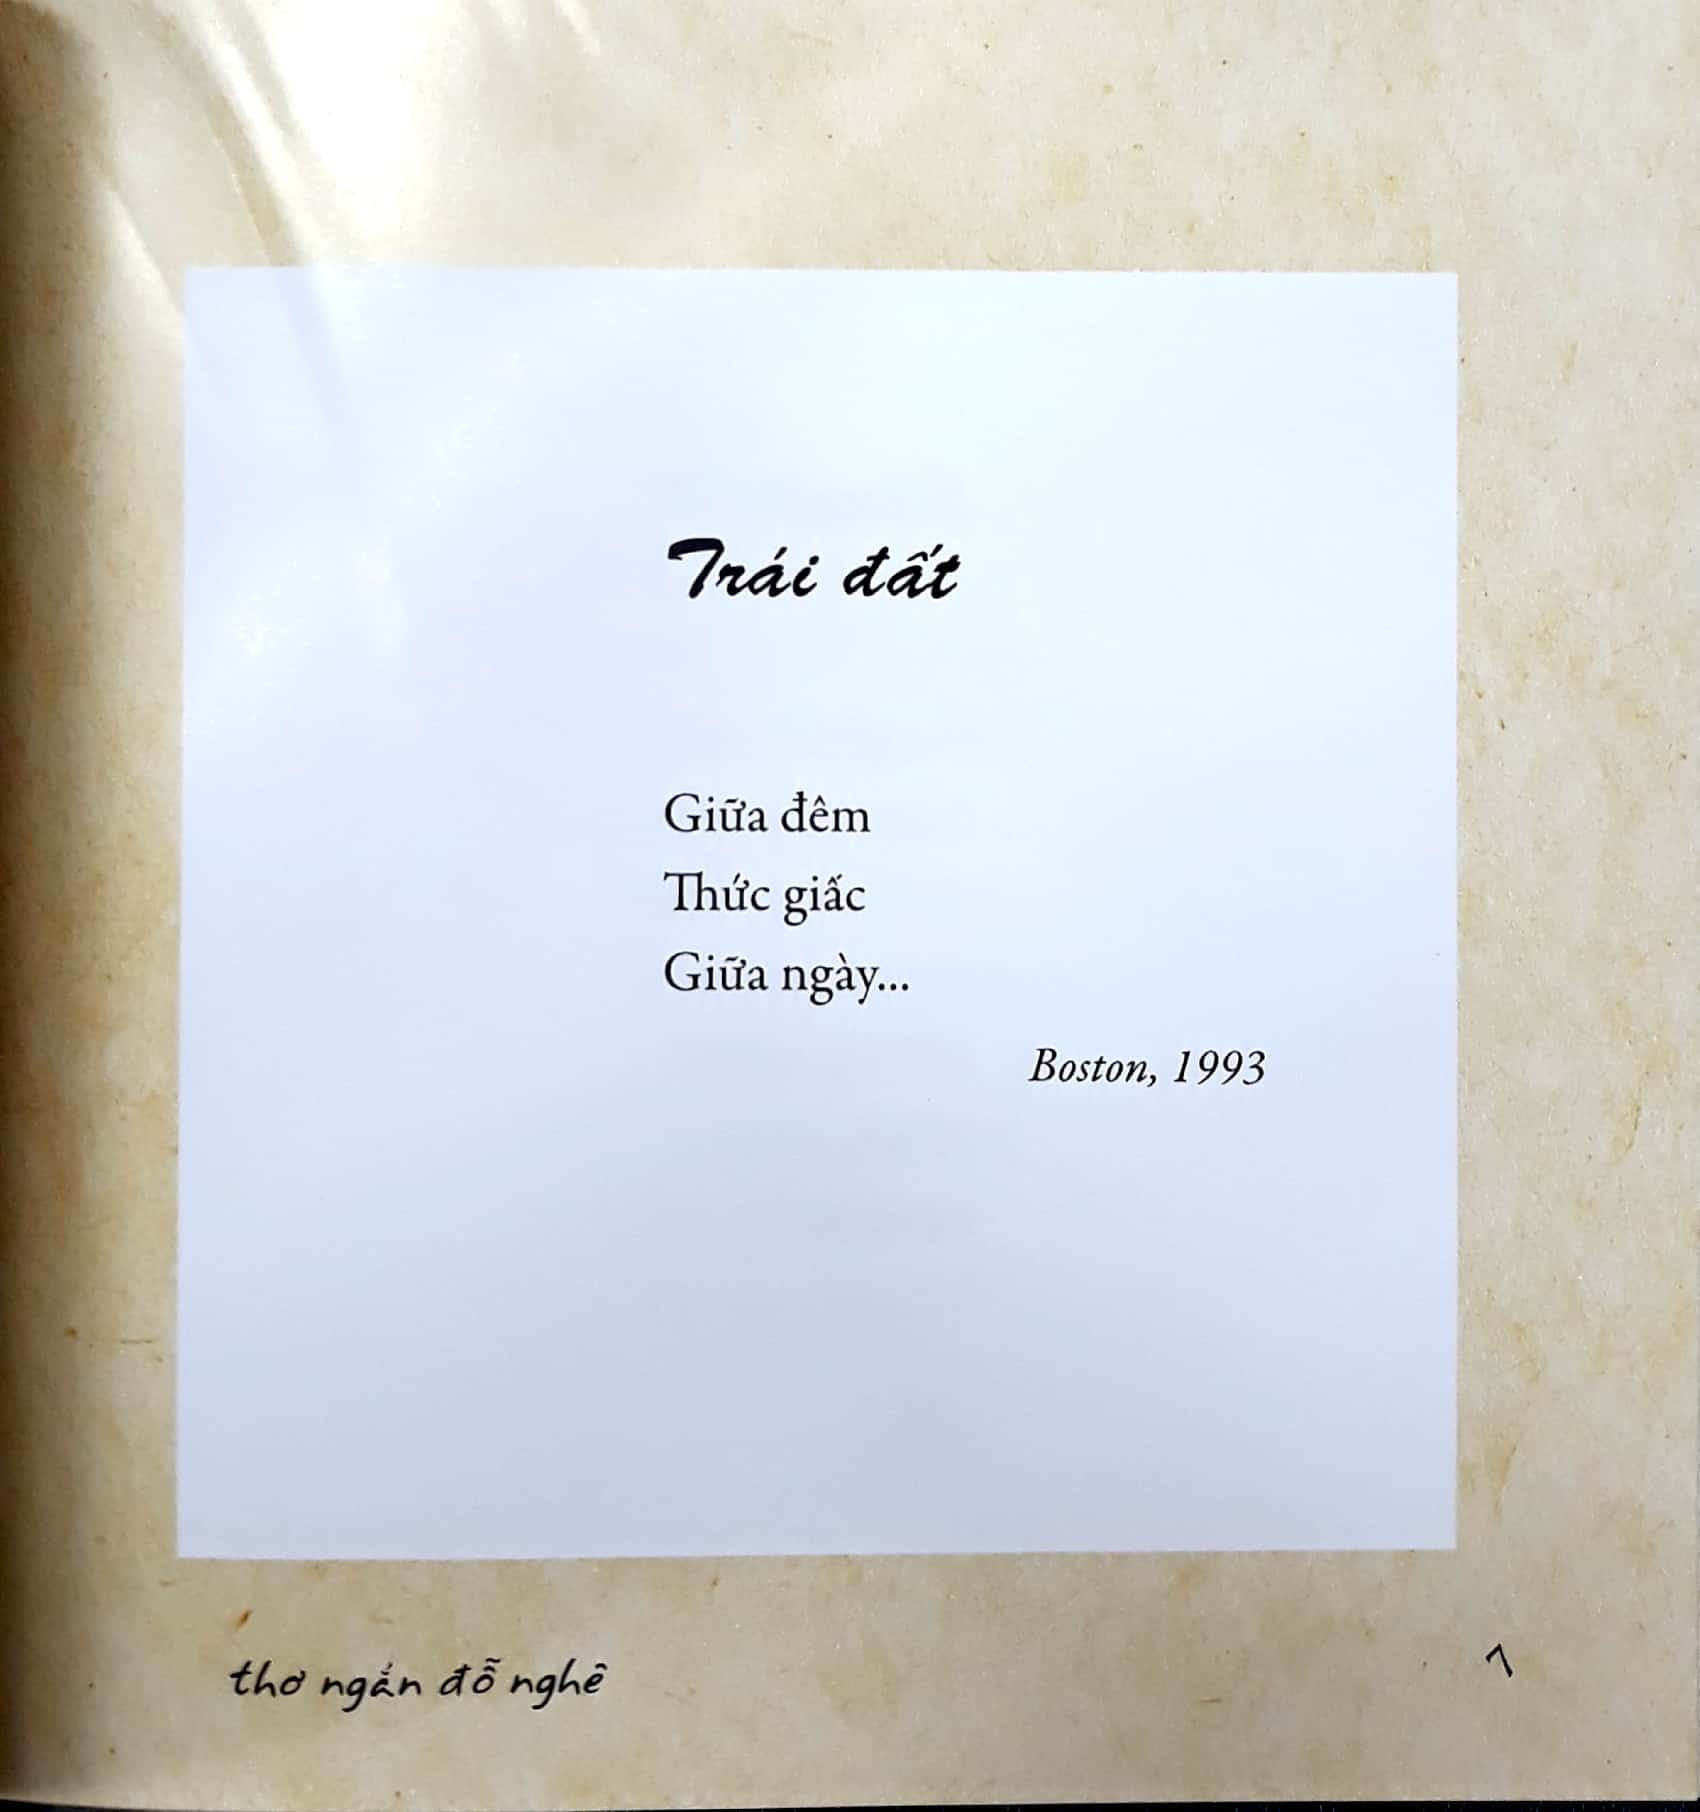 Trái đất
Giữa đêm
Thức giấc
Giữa ngày...
Boston, 1993
thơ ngắn đỗ nghê
7